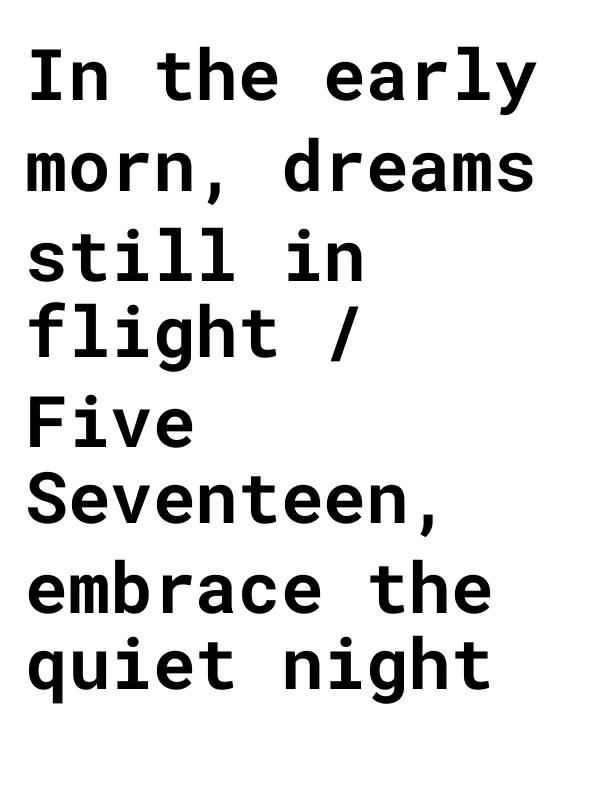 In the early
morn, dreams
still in
flight /
Five
Seventeen,
embrace the
quiet night